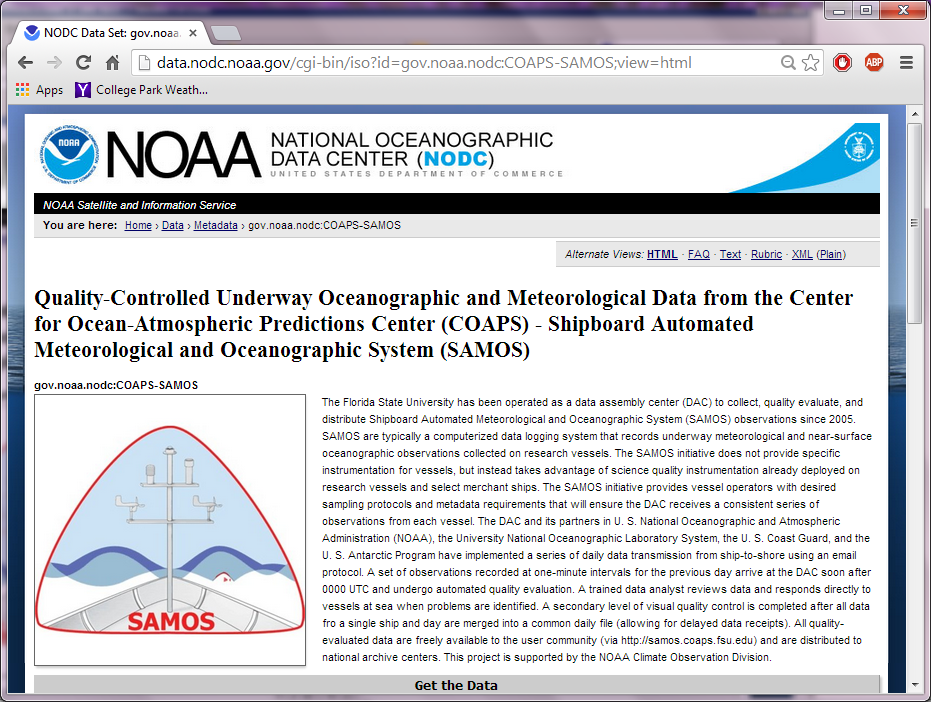 NODC Data Set: gov.noaa.
data.nodc.noaa.gov/cgi-bin/iso?id=gov.noaa.nodc:COAPS-SAMOS;view=html
ABP
Apps
Y College Park Weath...
NOAA
NOAA NATIONAL OCEANOGRAPHIC
DATA CENTER (NODC)
UNITED STATES DEPARTMENT OF COMMERCE
NOAA Satellite and Information Service
You are here: Home › Data › Metadata › gov.noaa.nodc:COAPS-SAMOS
Alternate Views: HTML · FAQ · Text · Rubric · XML (Plain)
Quality-Controlled Underway Oceanographic and Meteorological Data from the Center
for Ocean-Atmospheric Predictions Center (COAPS) - Shipboard Automated
Meteorological and Oceanographic System (SAMOS)
gov.noaa.nodc:COAPS-SAMOS
SAMOS
The Florida State University has been operated as a data assembly center (DAC) to collect, quality evaluate, and
distribute Shipboard Automated Meteorological and Oceanographic System (SAMOS) observations since 2005.
SAMOS are typically a computerized data logging system that records underway meteorological and near-surface
oceanographic observations collected on research vessels. The SAMOS initiative does not provide specific
instrumentation for vessels, but instead takes advantage of science quality instrumentation already deployed on
research vessels and select merchant ships. The SAMOS initiative provides vessel operators with desired
sampling protocols and metadata requirements that will ensure the DAC receives a consistent series of
observations from each vessel. The DAC and its partners in U. S. National Oceanographic and Atmospheric
Administration (NOAA), the University National Oceanographic Laboratory System, the U. S. Coast Guard, and the
U. S. Antarctic Program have implemented a series of daily data transmission from ship-to-shore using an email
protocol. A set of observations recorded at one-minute intervals for the previous day arrive at the DAC soon after
0000 UTC and undergo automated quality evaluation. A trained data analyst reviews data and responds directly to
vessels at sea when problems are identified. A secondary level of visual quality control is completed after all data
fro a single ship and day are merged into a common daily file (allowing for delayed data receipts). All quality-
evaluated data are freely available to the user community (via http://samos.coaps.fsu.edu) and are distributed to
national archive centers. This project is supported by the NOAA Climate Observation Division.
Get the Data